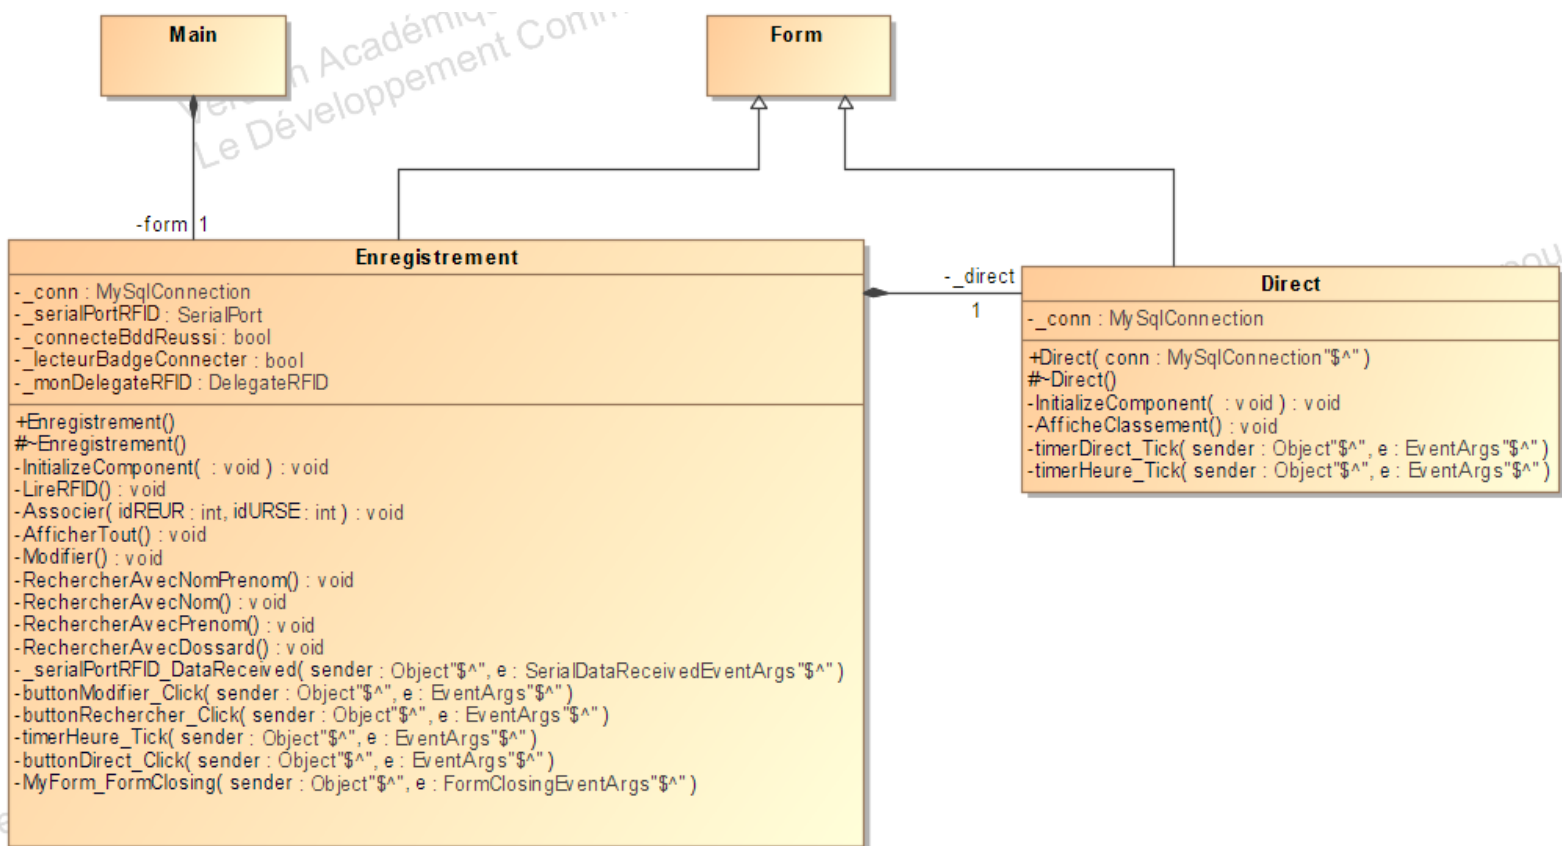 Main
Form
Version Académiqu
Le Développement Comm
-form 1
Enregistrement
-_conn : MySqlConnection
-_serialPortRFID : SerialPort
-_connecteBddReussi : bool
-_lecteurBadgeConnecter : bool
-_monDelegateRFID : DelegateRFID
+Enregistrement()
#~Enregistrement()
-InitializeComponent( : void ) : void
-LireRFID() : void
-Associer( idREUR : int, idURSE : int ) : void
-AfficherTout() : void
-Modifier() : void
-RechercherAvecNomPrenom() : void
-RechercherAvecNom() : void
-RechercherAvecPrenom() : void
-RechercherAvecDossard() : void
-_serialPortRFID_DataReceived( sender : Object"$^", e : SerialDataReceivedEventArgs"$^" )
-buttonModifier_Click( sender : Object"$^", e : EventArgs"$^" )
-buttonRechercher_Click( sender : Object"$^", e : EventArgs"$^" )
-timerHeure_Tick( sender : Object"$^", e : EventArgs"$^" )
-buttonDirect_Click( sender : Object"$^", e : EventArgs"$^" )
-MyForm_FormClosing( sender : Object"$^", e : FormClosingEventArgs"$^" )
-_direct
1
Direct
-_conn : MySqlConnection
+Direct( conn : MySqlConnection"$^" )
#~Direct()
-InitializeComponent( : void ) : void
-AfficheClassement() : void
-timerDirect_Tick( sender : Object"$^", e : EventArgs"$^" )
-timerHeure_Tick( sender : Object"$^", e : EventArgs"$^" )